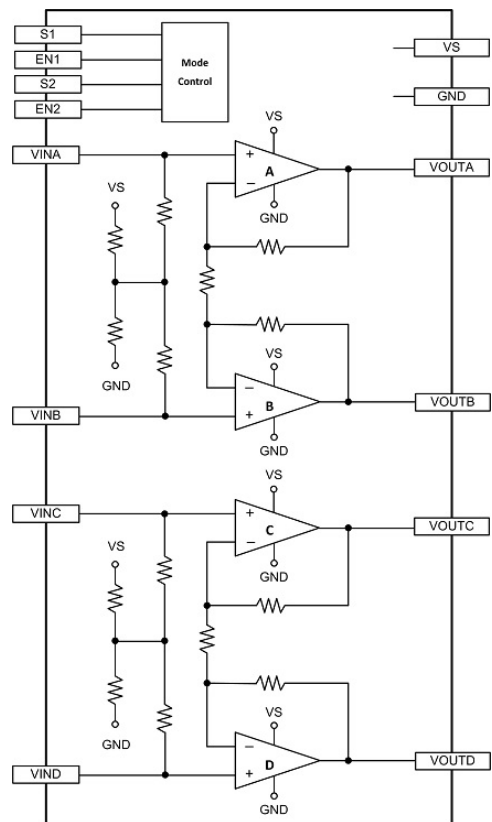 S1
EN1
S2
EN2
Mode
Control
VS
GND
VINA
VS
+
A
−
VOUTA
GND
VS
GND
VS
−
B
+
VINB
VOUTB
GND
VINC
VS
+
C
−
VOUTC
GND
VS
GND
VS
−
D
+
VIND
VOUTD
GND